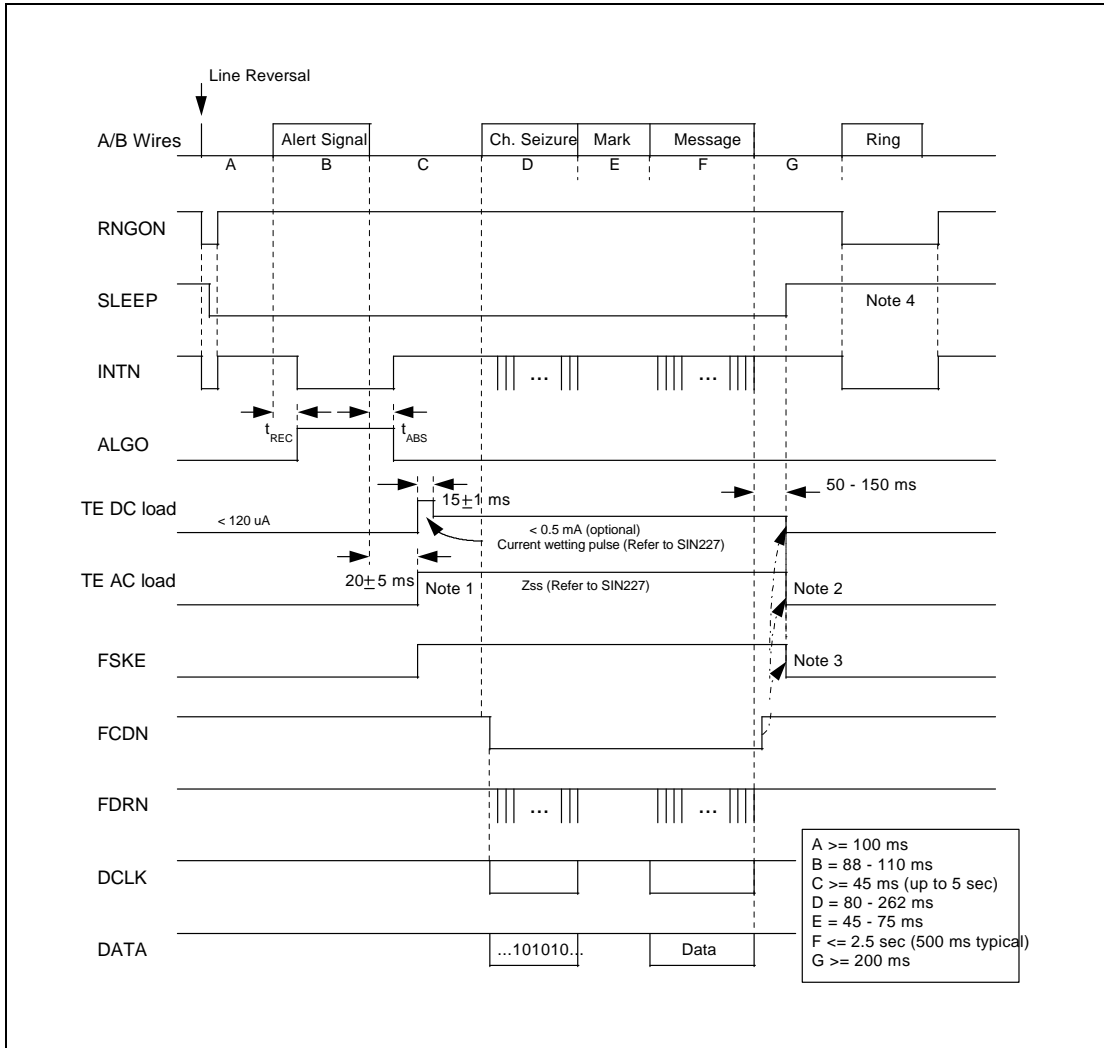 Line Reversal
A/B Wires
Alert Signal
Ch. Seizure
Mark
Message
Ring
A
B
C
D
E
F
G
RNGON
SLEEP
Note 4
INTN
... ...
tREC
tABS
ALGO
15±1 ms
50 - 150 ms
TE DC load
< 120 uA
< 0.5 mA (optional)
Current wetting pulse (Refer to SIN227)
20±5 ms
TE AC load
Note 1
Zss (Refer to SIN227)
Note 2
FSKE
Note 3
FCDN
FDRN
... ...
DCLK
DATA
...101010...
Data
A >= 100 ms
B = 88 - 110 ms
C >= 45 ms (up to 5 sec)
D = 80 - 262 ms
E = 45 - 75 ms
F <= 2.5 sec (500 ms typical)
G >= 200 ms